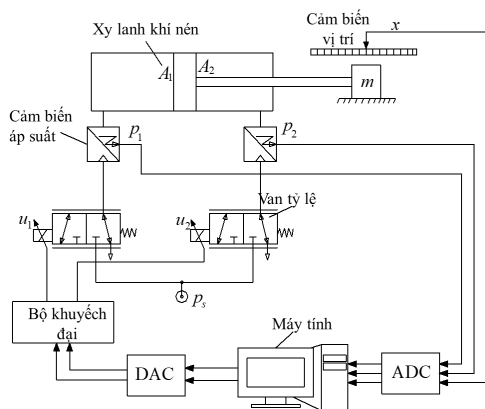 Xy lanh khí nén
Cảm biến
vị trí
x
A1
A2
m
Cảm biến
áp suất
p1
p2
Van tỷ lệ
u1
u2
ps
Bộ khuyếch
đại
Máy tính
DAC
ADC